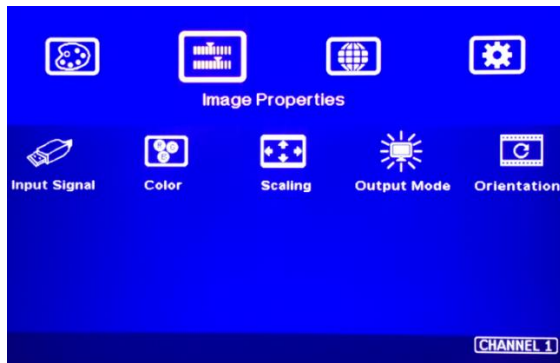 Image Properties
Input Signal Color Scaling Output Mode Orientation
CHANNEL 1